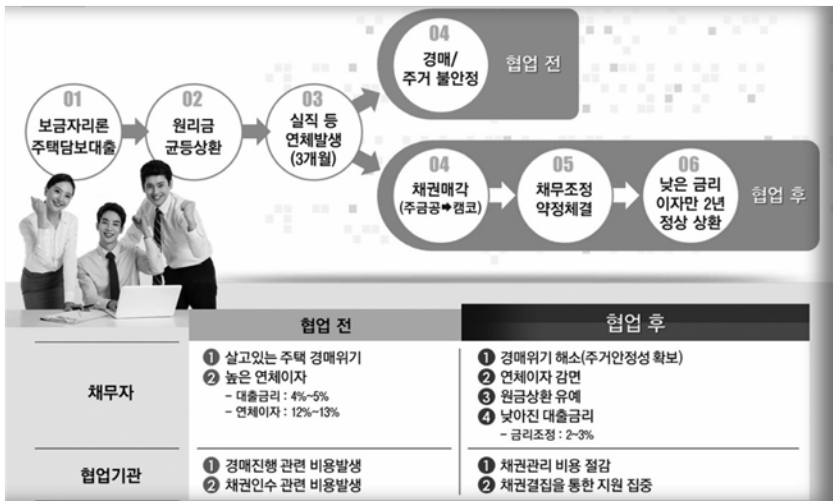 01
보금자리론
주택담보대출
02
원리금
균등상환
03
실직 등
연체발생
(3개월)
04
경매/
주거 불안정
협업 전
04
채권매각
(주금공➡캠코)
05
채무조정
약정체결
06
낮은 금리
이자만 2년
정상 상환
협업 후
협업 전
협업 후
채무자
❶ 살고있는 주택 경매위기
❷ 높은 연체이자
- 대출금리 : 4%~5%
- 연체이자 : 12%~13%
❶ 경매위기 해소(주거안정성 확보)
❷ 연체이자 감면
❸ 원금상환 유예
❹ 낮아진 대출금리
- 금리조정 : 2~3%
협업기관
❶ 경매진행 관련 비용발생
❷ 채권인수 관련 비용발생
❶ 채권관리 비용 절감
❷ 채권결집을 통한 지원 집중